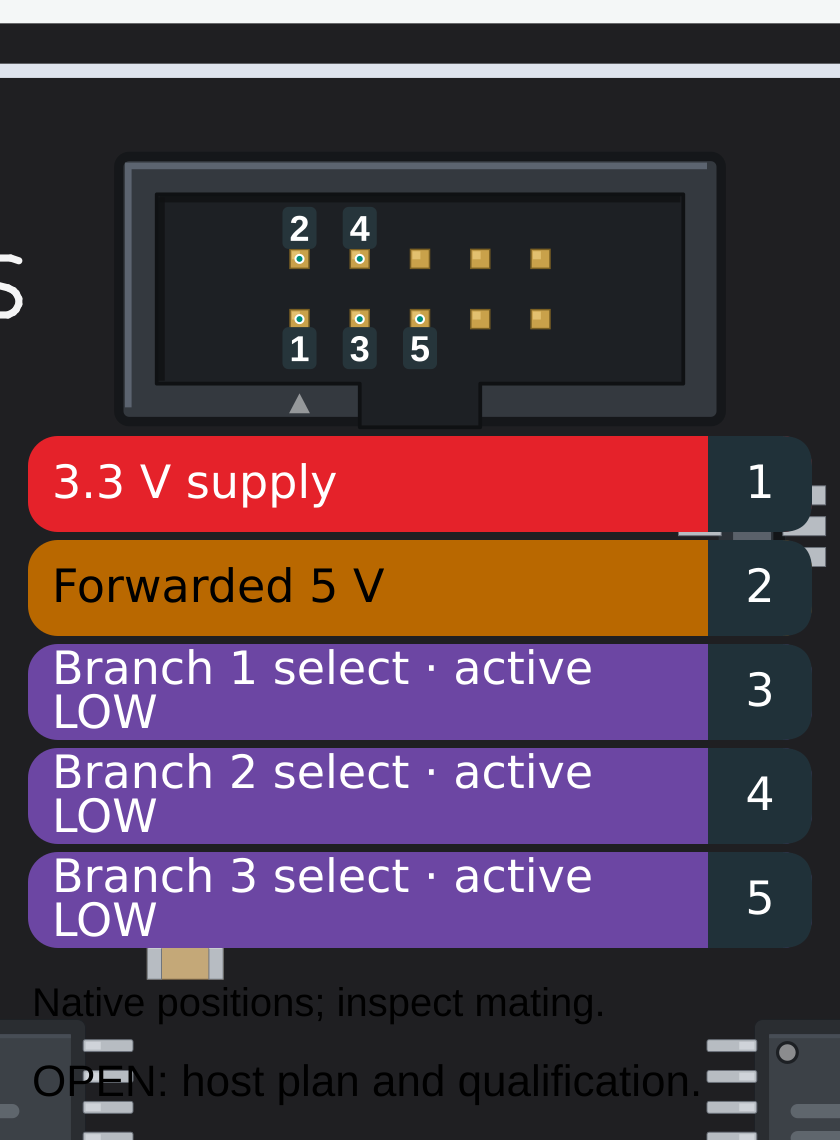 S
2 4
1 3 5
3.3 V supply 1
Forwarded 5 V 2
Branch 1 select · active
LOW 3
Branch 2 select · active
LOW 4
Branch 3 select · active
LOW 5
Native positions; inspect mating.
OPEN: host plan and qualification.